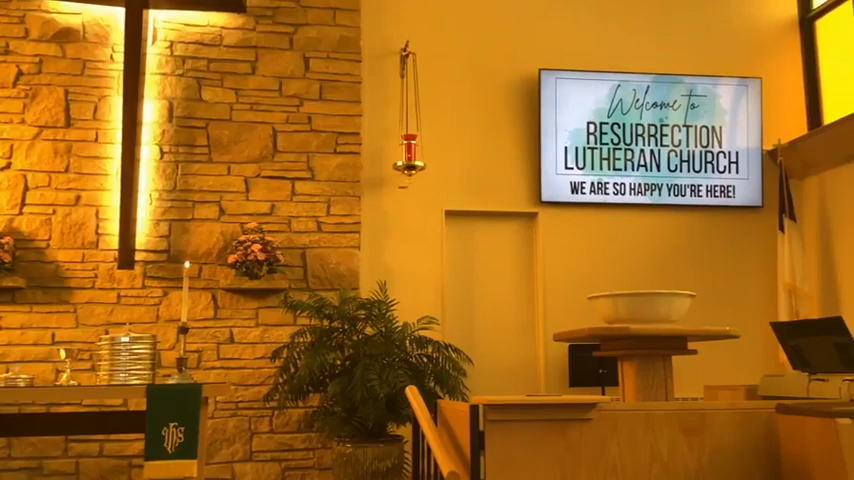 Welcome to
RESURRECTION
LUTHERAN CHURCH
WE ARE SO HAPPY YOU'RE HERE!
IHS